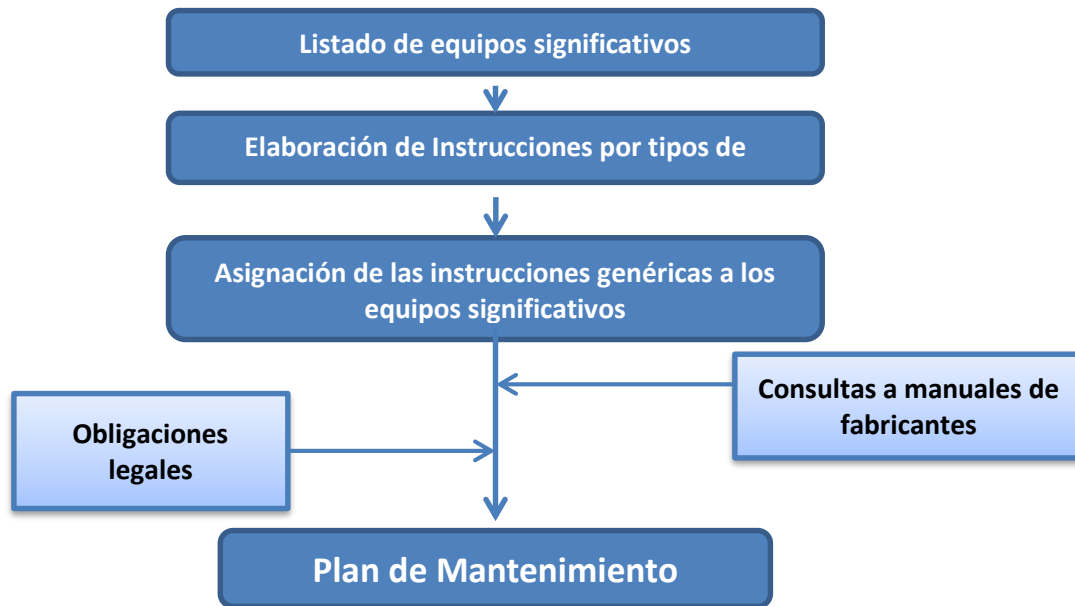 Listado de equipos significativos
Elaboración de Instrucciones por tipos de
Asignación de las instrucciones genéricas a los
equipos significativos
Consultas a manuales de
fabricantes
Obligaciones
legales
Plan de Mantenimiento